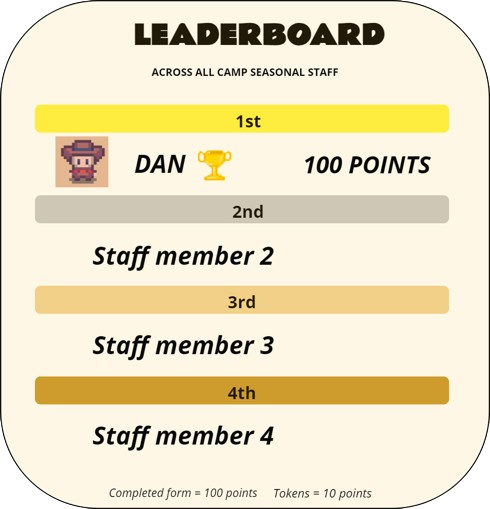 LEADERBOARD
ACROSS ALL CAMP SEASONAL STAFF
1st
DAN 100 POINTS
2nd
Staff member 2
3rd
Staff member 3
4th
Staff member 4
Completed form = 100 points Tokens = 10 points